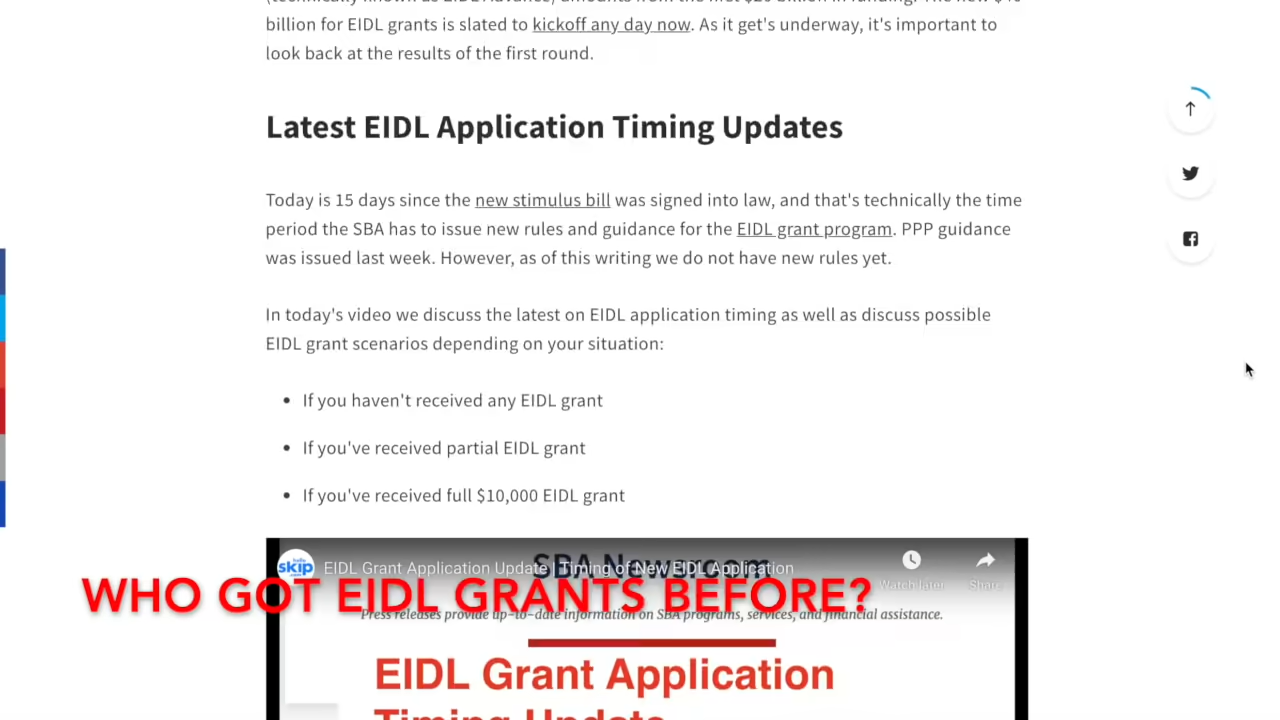 billion for EIDL grants is slated to kickoff any day now. As it get's underway, it's important to
look back at the results of the first round.
Latest EIDL Application Timing Updates
Today is 15 days since the new stimulus bill was signed into law, and that's technically the time
period the SBA has to issue new rules and guidance for the EIDL grant program. PPP guidance
was issued last week. However, as of this writing we do not have new rules yet.
In today's video we discuss the latest on EIDL application timing as well as discuss possible
EIDL grant scenarios depending on your situation:
• If you haven't received any EIDL grant
• If you've received partial EIDL grant
• If you've received full $10,000 EIDL grant
SBA Newsroom
skip EIDL Grant Application Update | Timing of New EIDL Application
Watch later Share
WHO GOT EIDL GRANTS BEFORE?
Press releases provide up-to-date information on SBA programs, services, and financial assistance.
EIDL Grant Application
Timing Update